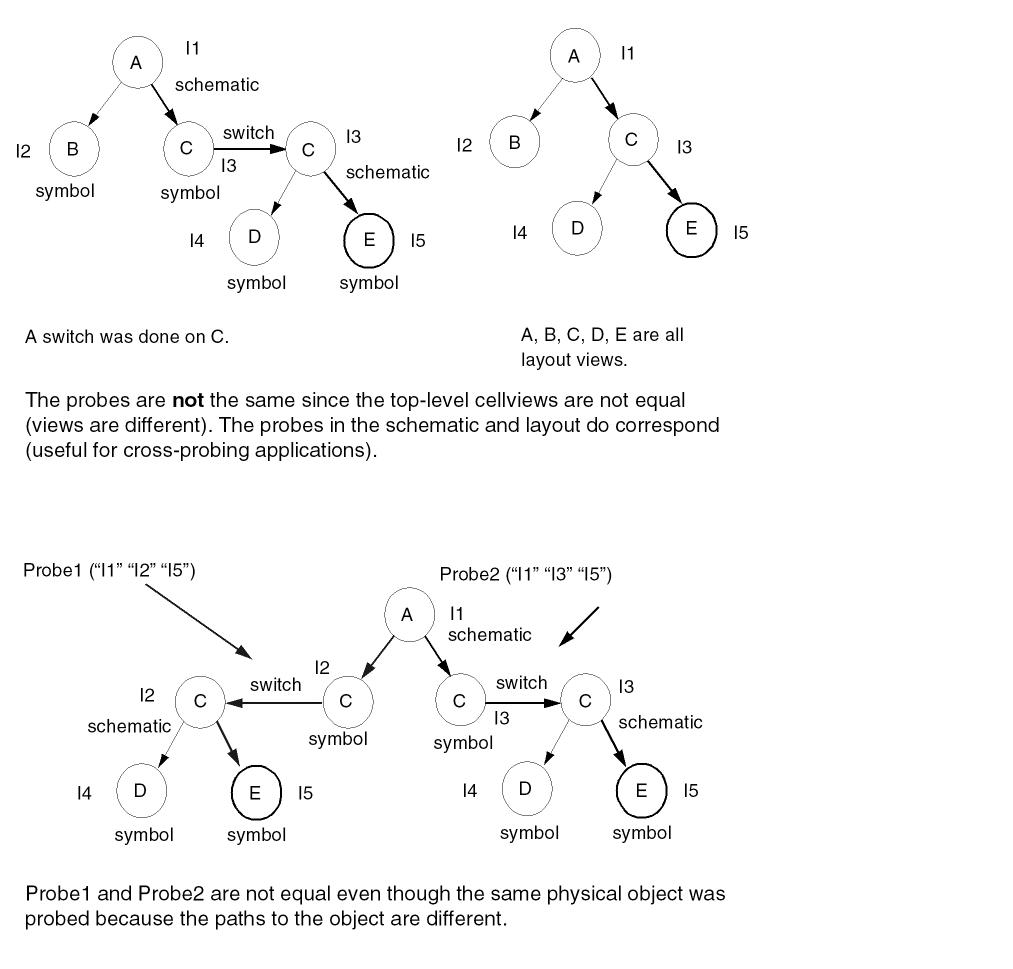 A
I1
schematic
I2
B
symbol
C
symbol
switch
I3
C
I3
schematic
I4
D
symbol
E
I5
symbol
A
I1
I2
B
C
I3
I4
D
E
I5
A switch was done on C.
A, B, C, D, E are all
layout views.
The probes are not the same since the top-level cellviews are not equal
(views are different). The probes in the schematic and layout do correspond
(useful for cross-probing applications).
Probe1 (“I1” “I2” “I5”)
Probe2 (“I1” “I3” “I5”)
A
I1
schematic
I2
C
schematic
switch
I2
C
symbol
C
symbol
switch
I3
C
I3
schematic
I4
D
symbol
E
I5
symbol
I4
D
symbol
E
I5
symbol
Probe1 and Probe2 are not equal even though the same physical object was
probed because the paths to the object are different.